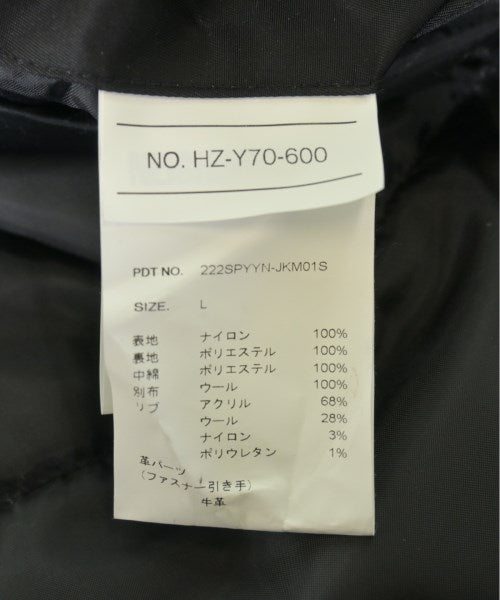 NO. HZ-Y70-600
PDT NO. 222SPYYN-JKM01S
SIZE. L
表地 ナイロン 100%
裏地 ポリエステル 100%
中綿 ポリエステル 100%
別布 ウール 100%
リブ アクリル 68%
ウール 28%
ナイロン 3%
ポリウレタン 1%
革パーツ
(ファスナー引き手)
牛革